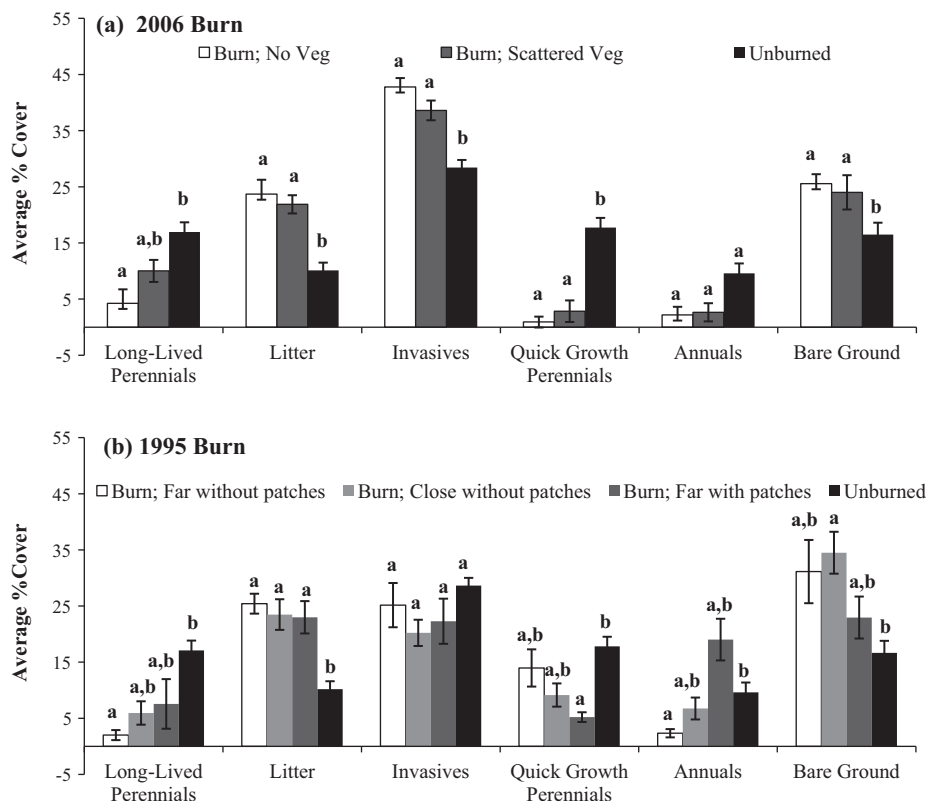 (a) 2006 Burn
Burn; No Veg Burn; Scattered Veg Unburned
Average % Cover
55
45
35
25
15
5
-5
a a,b b
a a b
a a b
a a b
a a a
a a b
Long-Lived Perennials
Litter
Invasives
Quick Growth Perennials
Annuals
Bare Ground
(b) 1995 Burn
Burn; Far without patches Burn; Close without patches Burn; Far with patches Unburned
Average %Cover
55
45
35
25
15
5
-5
a a,b a,b b
a a a b
a a a a
a,b a,b a b
a a,b a,b b
a,b a a,b b
Long-Lived Perennials
Litter
Invasives
Quick Growth Perennials
Annuals
Bare Ground